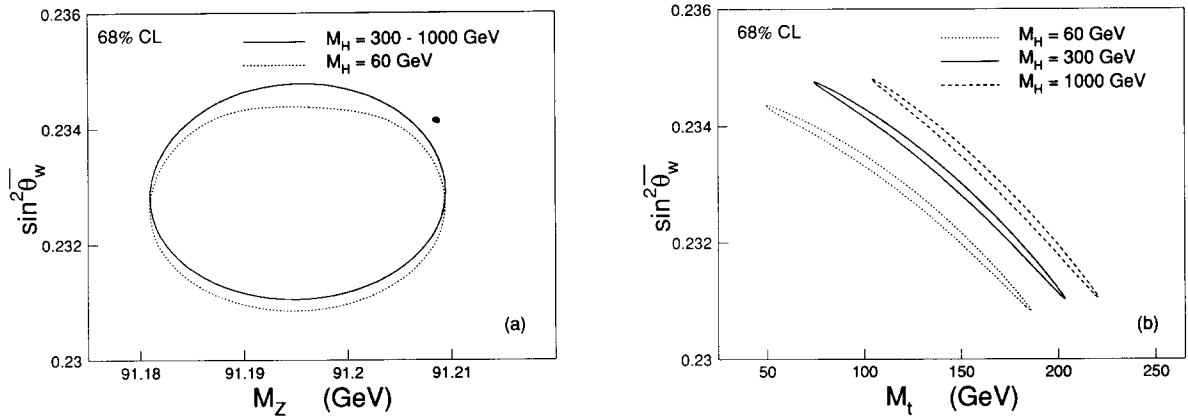 0.236
68% CL
M_H = 300 - 1000 GeV
M_H = 60 GeV
0.234
sin²θ̅_w
0.232
(a)
0.23
91.18 91.19 91.2 91.21
M_Z (GeV)
0.236
68% CL
M_H = 60 GeV
M_H = 300 GeV
M_H = 1000 GeV
0.234
sin²θ̅_w
0.232
(b)
0.23
50 100 150 200 250
M_t (GeV)